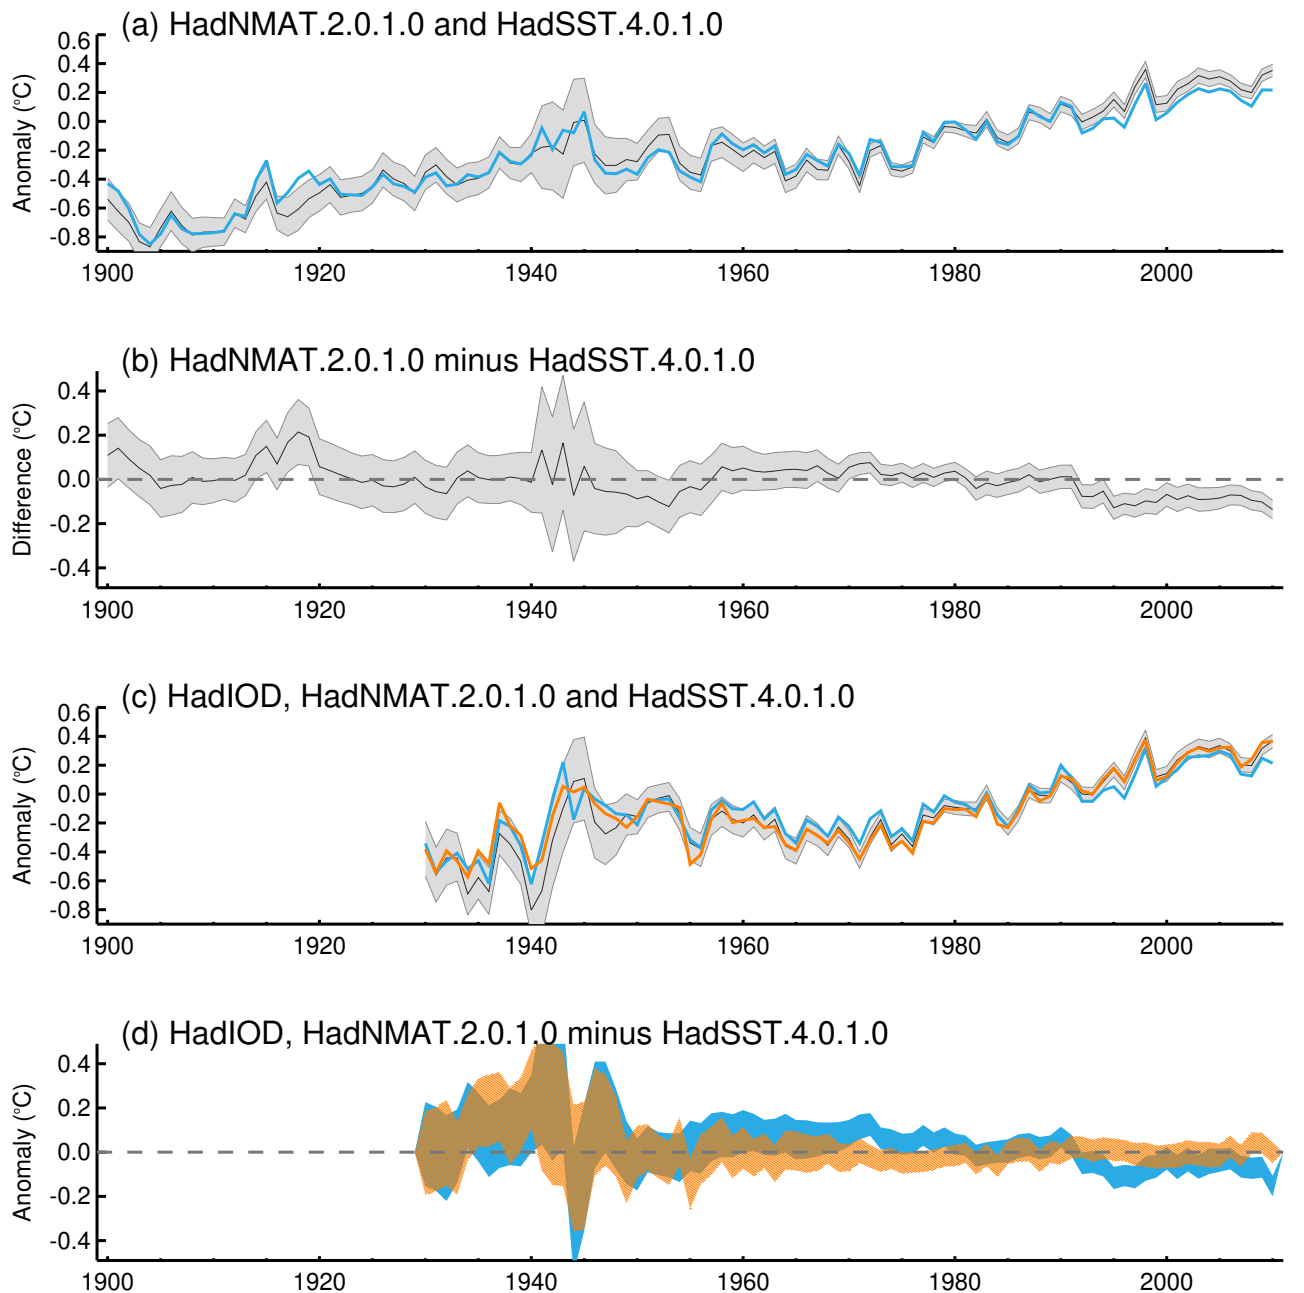 (a) HadNMAT.2.0.1.0 and HadSST.4.0.1.0
Anomaly (°C)
0.6
0.4
0.2
0.0
-0.2
-0.4
-0.6
-0.8
1900 1920 1940 1960 1980 2000
(b) HadNMAT.2.0.1.0 minus HadSST.4.0.1.0
Difference (°C)
0.4
0.2
0.0
-0.2
-0.4
1900 1920 1940 1960 1980 2000
(c) HadIOD, HadNMAT.2.0.1.0 and HadSST.4.0.1.0
Anomaly (°C)
0.6
0.4
0.2
0.0
-0.2
-0.4
-0.6
-0.8
1900 1920 1940 1960 1980 2000
(d) HadIOD, HadNMAT.2.0.1.0 minus HadSST.4.0.1.0
Anomaly (°C)
0.4
0.2
0.0
-0.2
-0.4
1900 1920 1940 1960 1980 2000